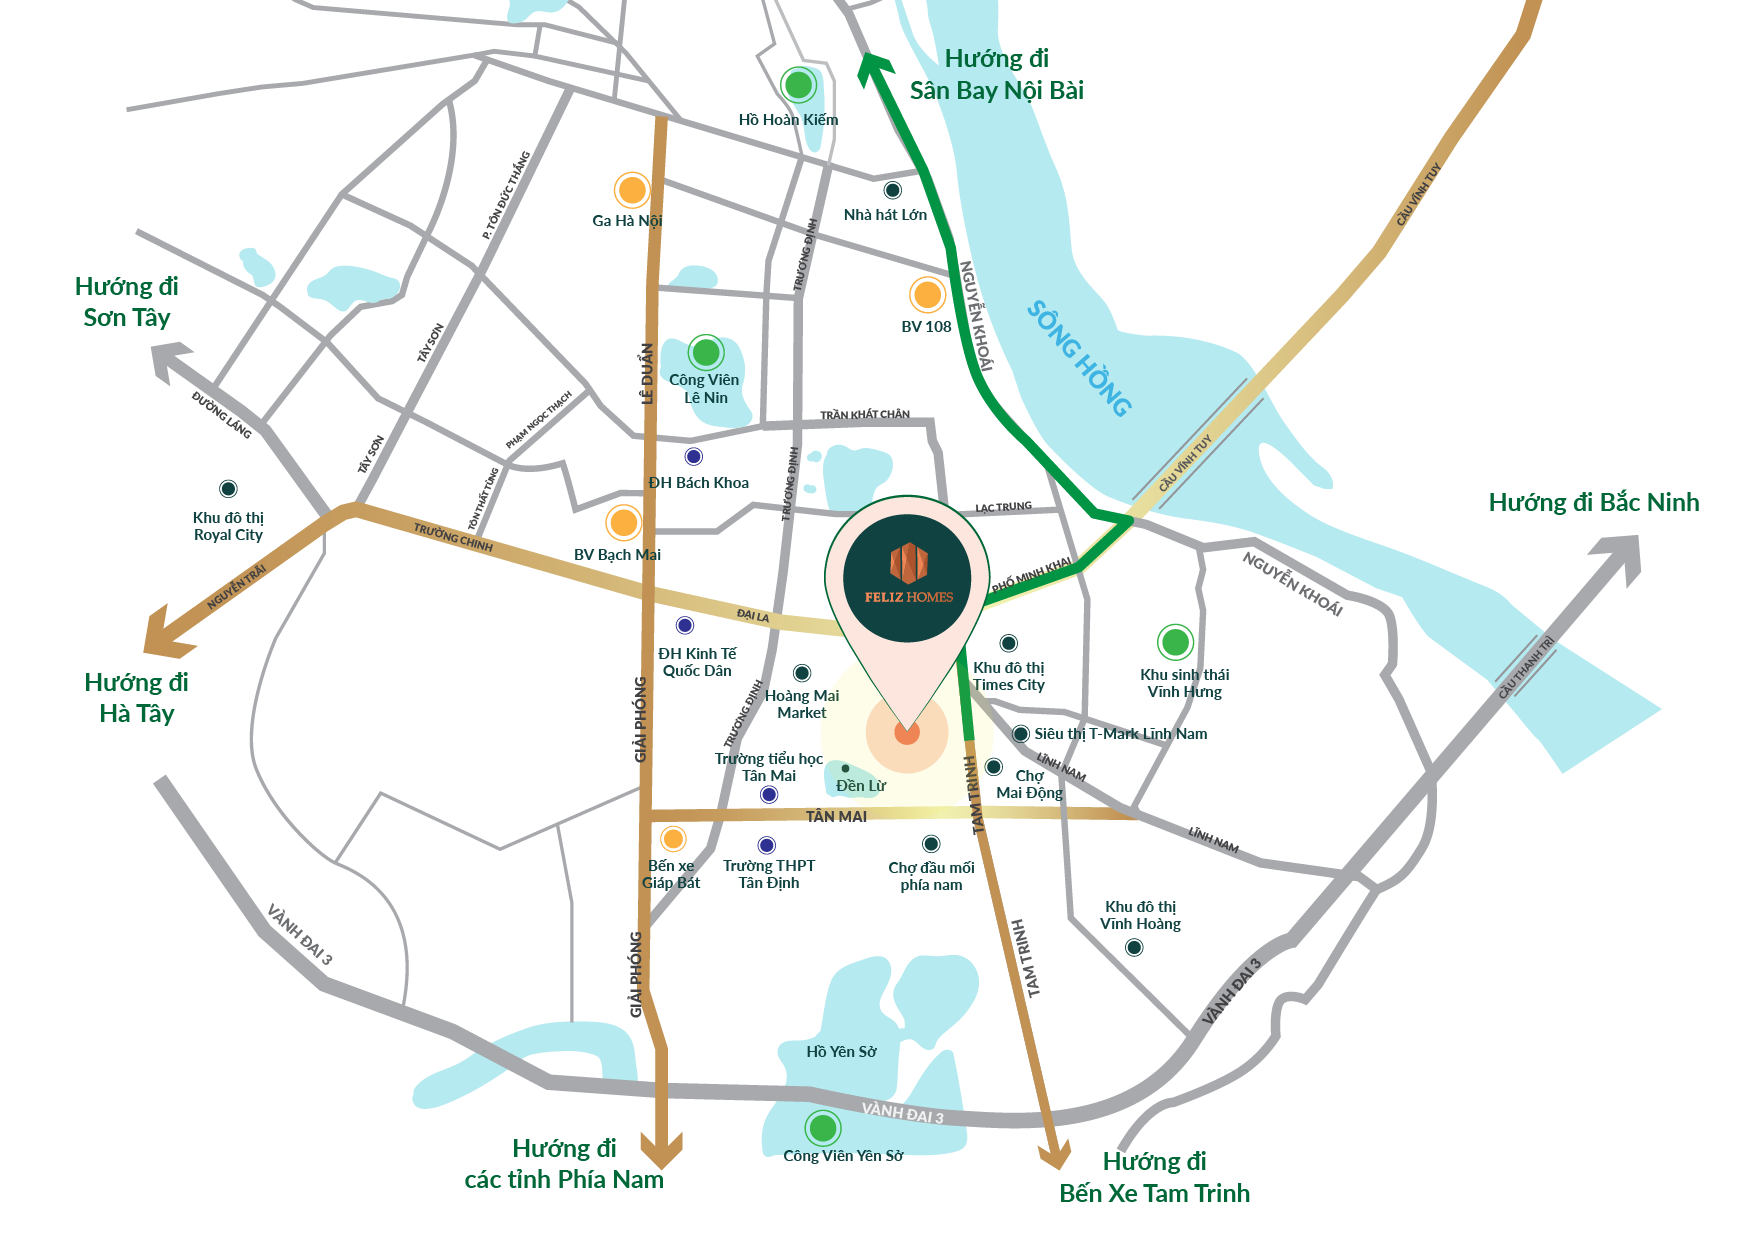 Hướng đi
Sân Bay Nội Bài
Hồ Hoàn Kiếm
P. TÔN ĐỨC THẮNG
Ga Hà Nội
Nhà hát Lớn
CẦU VĨNH TUY
TRƯƠNG ĐỊNH
NGUYỄN KHOÁI
BV 108
SÔNG HỒNG
Hướng đi
Sơn Tây
TÂY SƠN
LÊ DUẨN
Công Viên
Lê Nin
ĐƯỜNG LÁNG
PHẠM NGỌC THẠCH
TRẦN KHÁT CHÂN
TÂY SƠN
CẦU VĨNH TUY
TRƯƠNG ĐỊNH
ĐH Bách Khoa
TÔN THẤT TÙNG
Khu đô thị
Royal City
LẠC TRUNG
Hướng đi Bắc Ninh
TRƯỜNG CHINH
BV Bạch Mai
NGUYỄN TRÃI
PHỐ MINH KHAI
NGUYỄN KHOÁI
FELIZ HOMES
ĐẠI LA
ĐH Kinh Tế
Quốc Dân
Khu đô thị
Times City
Khu sinh thái
Vĩnh Hưng
CẦU THANH TRÌ
Hướng đi
Hà Tây
Hoàng Mai
Market
GIẢI PHÓNG
TRƯƠNG ĐỊNH
Siêu thị T-Mark Lĩnh Nam
Trường tiểu học
Tân Mai
Đền Lừ
LĨNH NAM
Chợ
Mai Động
TAM TRINH
TÂN MAI
LĨNH NAM
Bến xe
Giáp Bát
Trường THPT
Tân Định
Chợ đầu mối
phía nam
Khu đô thị
Vĩnh Hoàng
VÀNH ĐAI 3
GIẢI PHÓNG
TAM TRINH
VÀNH ĐAI 3
Hồ Yên Sở
VÀNH ĐAI 3
Công Viên Yên Sở
Hướng đi
các tỉnh Phía Nam
Hướng đi
Bến Xe Tam Trinh